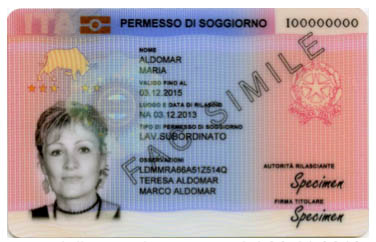 ITA PERMESSO DI SOGGIORNO I00000000
NOME
ALDOMAR
MARIA
VALIDO FINO AL
03.12.2015
LUOGO E DATA DI RILASCIO
NA 03.12.2013
TIPO DI PERMESSO DI SOGGIORNO
LAV.SUBORDINATO
OSSERVAZIONI
LDMMRA66A51Z514Q
TERESA ALDOMAR
MARCO ALDOMAR
FAC SIMILE
AUTORITÀ RILASCIANTE
Specimen
FIRMA TITOLARE
Specimen